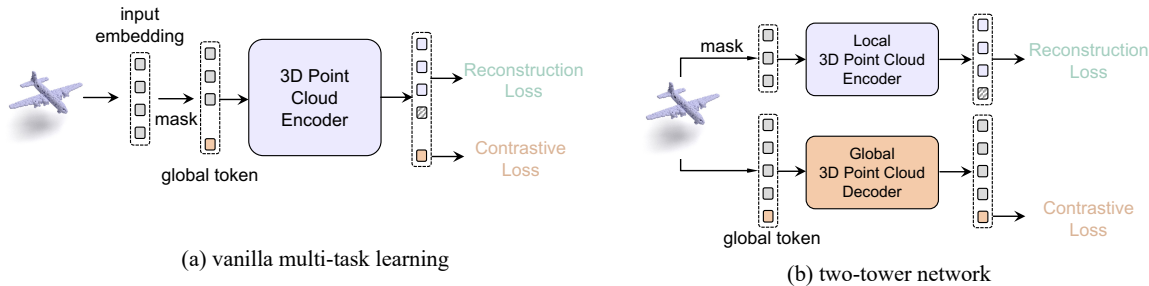 input
embedding
mask
global token
3D Point
Cloud
Encoder
Reconstruction
Loss
Contrastive
Loss
(a) vanilla multi-task learning
mask
Local
3D Point Cloud
Encoder
Reconstruction
Loss
global token
Global
3D Point Cloud
Decoder
Contrastive
Loss
(b) two-tower network